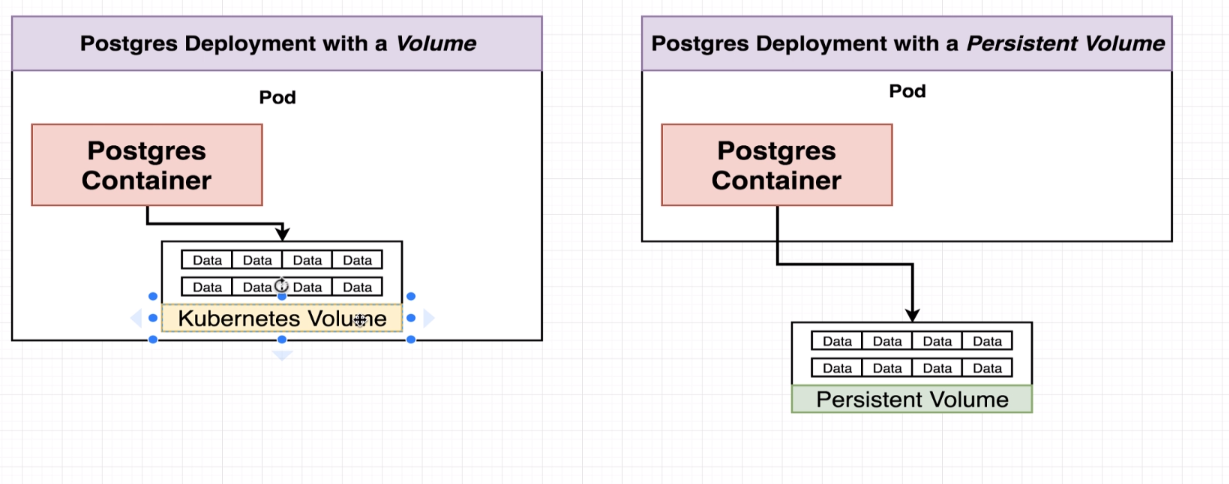 Postgres Deployment with a Volume
Pod
Postgres
Container
Data Data Data Data
Data Data Data Data
Kubernetes Volume
Postgres Deployment with a Persistent Volume
Pod
Postgres
Container
Data Data Data Data
Data Data Data Data
Persistent Volume